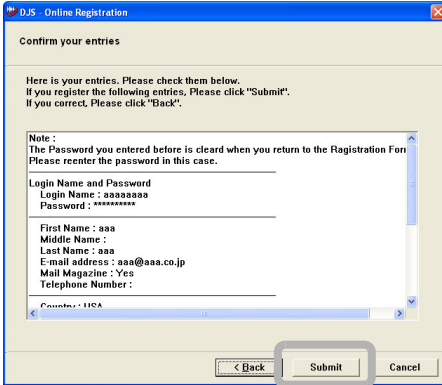 DJS - Online Registration
Confirm your entries
Here is your entries. Please check them below.
If you register the following entries, Please click "Submit".
If you correct, Please click "Back".
Note :
The Password you entered before is cleard when you return to the Ragistration Forn
Please reenter the password in this case.
Login Name and Password
Login Name : aaaaaaaa
Password : **********
First Name : aaa
Middle Name :
Last Name : aaa
E-mail address : aaa@aaa.co.jp
Mail Magazine : Yes
Telephone Number :
Country : USA
< Back
Submit
Cancel